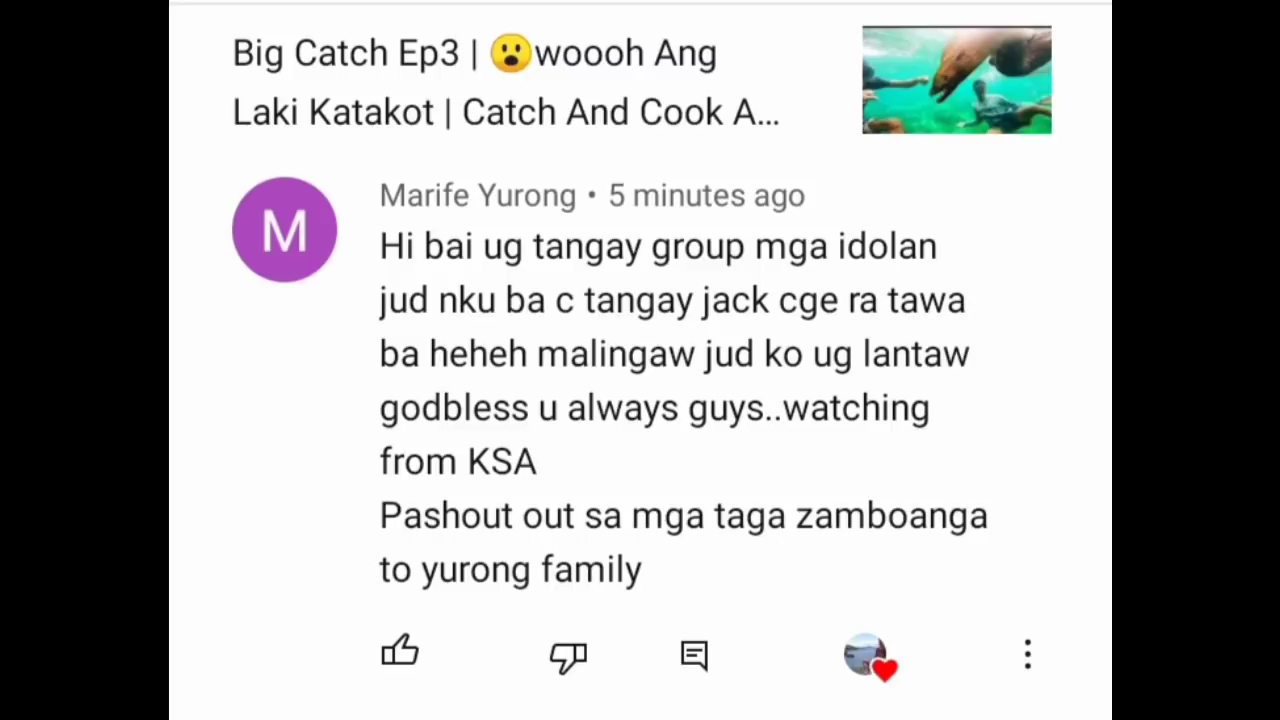 Big Catch Ep3 | 😮woooh Ang
Laki Katakot | Catch And Cook A...
Marife Yurong • 5 minutes ago
M
Hi bai ug tangay group mga idolan
jud nku ba c tangay jack cge ra tawa
ba heheh malingaw jud ko ug lantaw
godbless u always guys..watching
from KSA
Pashout out sa mga taga zamboanga
to yurong family